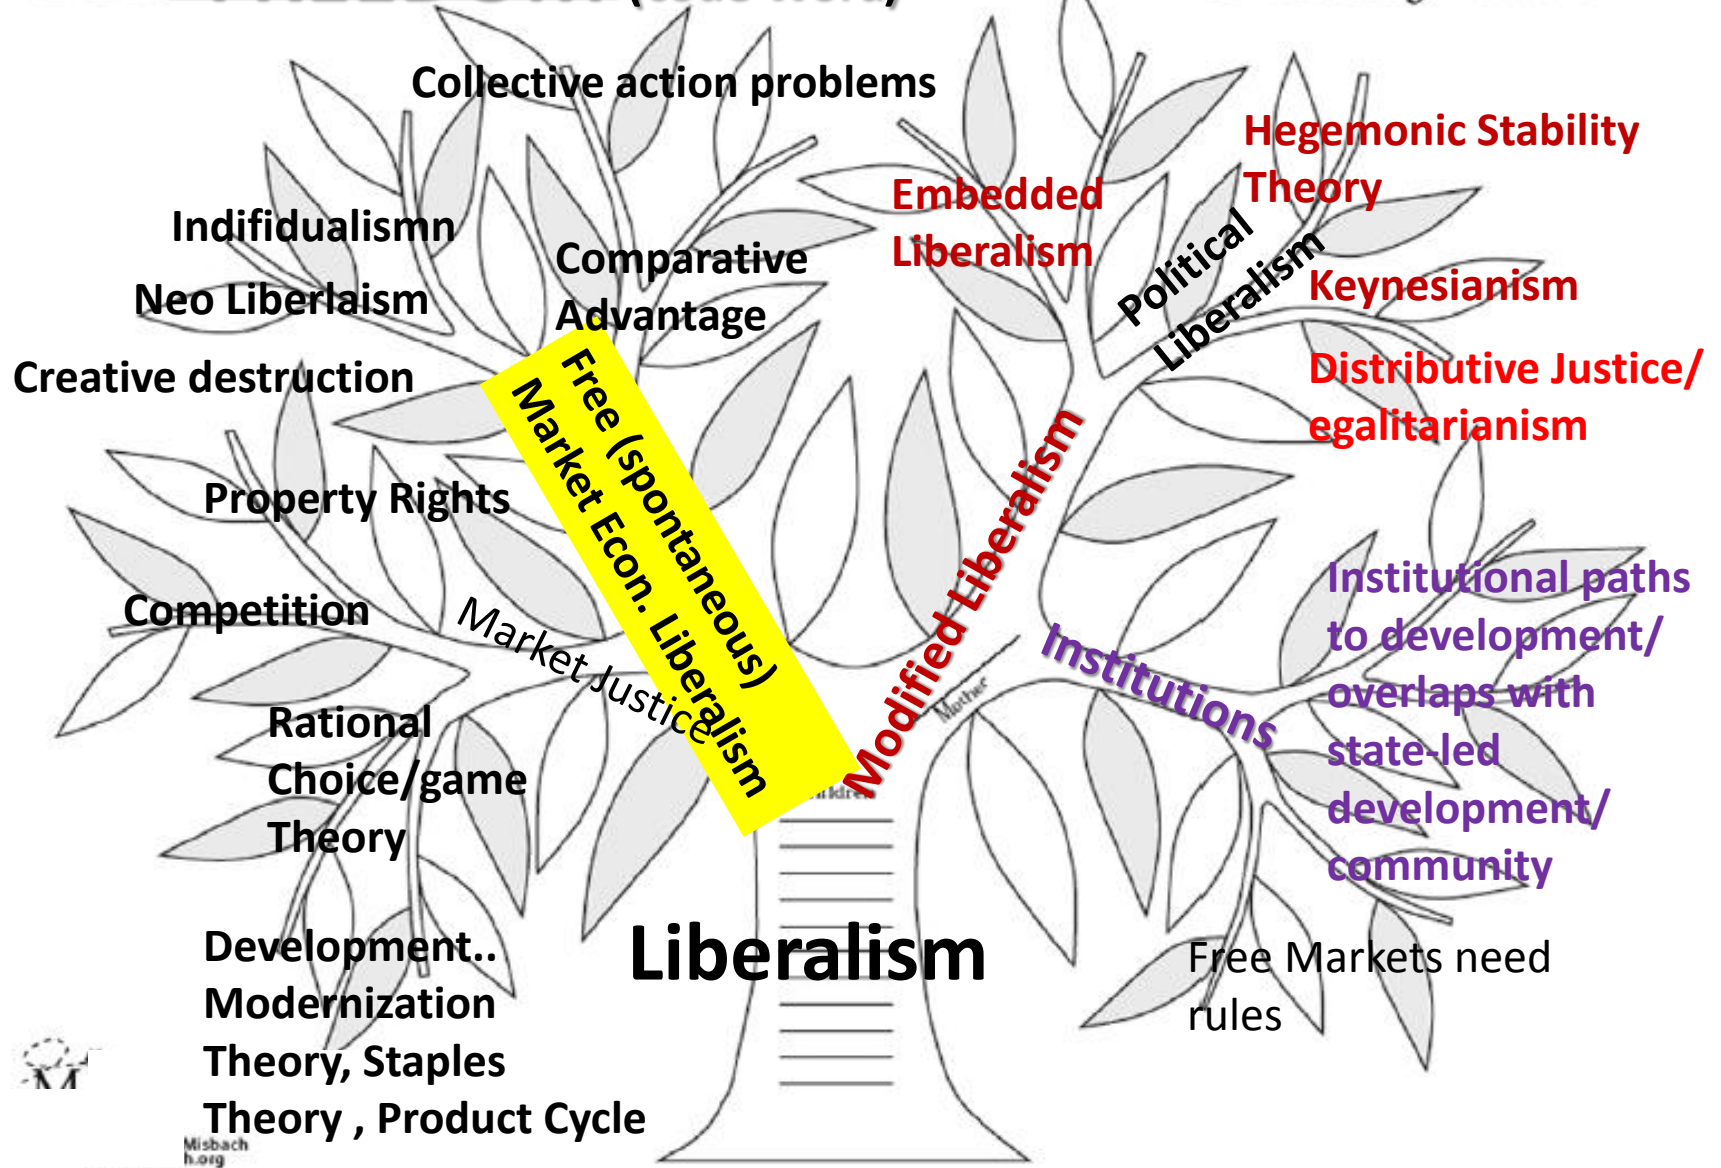 (code word)
Collective action problems
Hegemonic Stability
Theory
Embedded
Liberalism
Political
Liberalism
Indifidualismn
Comparative
Advantage
Neo Liberlaism
Keynesianism
Creative destruction
Distributive Justice/
egalitarianism
Free (spontaneous)
Market Econ. Liberalism
Modified Liberalism
Property Rights
Competition
Market Justice
Institutions
Institutional paths
to development/
overlaps with
state-led
development/
community
Mother
Rational
Choice/game
Theory
Liberalism
Development..
Modernization
Theory, Staples
Theory , Product Cycle
Free Markets need
rules
M
Misbach
h.org